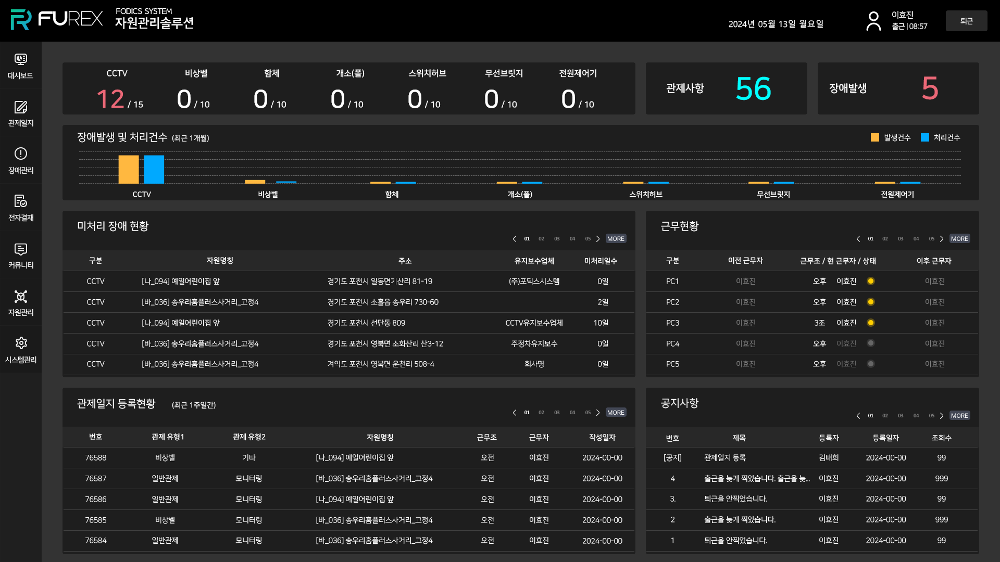 FUREX
FODICS SYSTEM
자원관리솔루션
2024년 05월 13일 월요일
이효진
출근 | 08:57
퇴근
대시보드
관제일지
장애관리
전자결재
커뮤니티
자원관리
시스템관리
CCTV 비상벨 함체 개소(폴) 스위치허브 무선브릿지 전원제어기
12 / 15 0 / 10 0 / 10 0 / 10 0 / 10 0 / 10 0 / 10
관제사항 56
장애발생 5
장애발생 및 처리건수 (최근 1개월)
발생건수 처리건수
CCTV 비상벨 함체 개소(폴) 스위치허브 무선브릿지 전원제어기
미처리 장애 현황
01 02 03 04 05 MORE
구분 자원명칭 주소 유지보수업체 미처리일수
CCTV [나_094] 예일어린이집 앞 경기도 포천시 일동면기산리 81-19 (주)포딕스시스템 0일
CCTV [바_036] 송우리홈플러스사거리_고정4 경기도 포천시 소흘읍 송우리 730-60 2일
CCTV [나_094] 예일어린이집 앞 경기도 포천시 선단동 809 CCTV유지보수업체 10일
CCTV [바_036] 송우리홈플러스사거리_고정4 경기도 포천시 영북면 소화산리 산3-12 주정차유지보수 0일
CCTV [바_036] 송우리홈플러스사거리_고정4 겨익도 포천시 영북면 운천리 508-4 회사명 0일
근무현황
01 02 03 04 05 MORE
구분 이전 근무자 근무조 / 현 근무자 / 상태 이후 근무자
PC1 이효진 오후 이효진 이효진
PC2 이효진 오후 이효진 이효진
PC3 이효진 3조 이효진 이효진
PC4 이효진 오후 이효진 이효진
PC5 이효진 오후 이효진 이효진
관제일지 등록현황 (최근 1주일간)
01 02 03 04 05 MORE
번호 관제 유형1 관제 유형2 자원명칭 근무조 근무자 작성일자
76588 비상벨 기타 [나_094] 예일어린이집 앞 오전 이효진 2024-00-00
76587 일반관제 모니터링 [바_036] 송우리홈플러스사거리_고정4 오전 이효진 2024-00-00
76586 일반관제 모니터링 [나_094] 예일어린이집 앞 오전 이효진 2024-00-00
76585 비상벨 모니터링 [바_036] 송우리홈플러스사거리_고정4 오전 이효진 2024-00-00
76584 일반관제 모니터링 [바_036] 송우리홈플러스사거리_고정4 오전 이효진 2024-00-00
공지사항
01 02 03 04 05 MORE
번호 제목 등록자 등록일자 조회수
[공지] 관제일지 등록 김태희 2024-00-00 99
4 출근을 늦게 찍었습니다. 출근을 늦... 이효진 2024-00-00 999
3. 퇴근을 안찍었습니다. 이효진 2024-00-00 99
2 출근을 늦게 찍었습니다. 이효진 2024-00-00 999
1 퇴근을 안찍었습니다. 이효진 2024-00-00 99